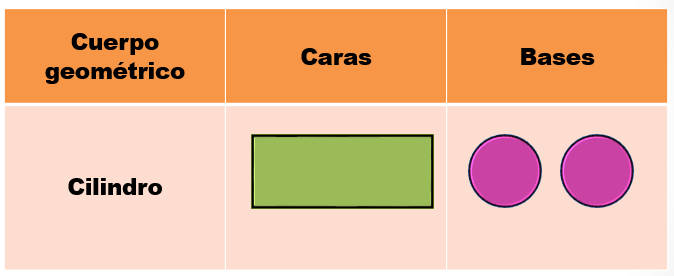 Cuerpo
geométrico
Caras
Bases
Cilindro